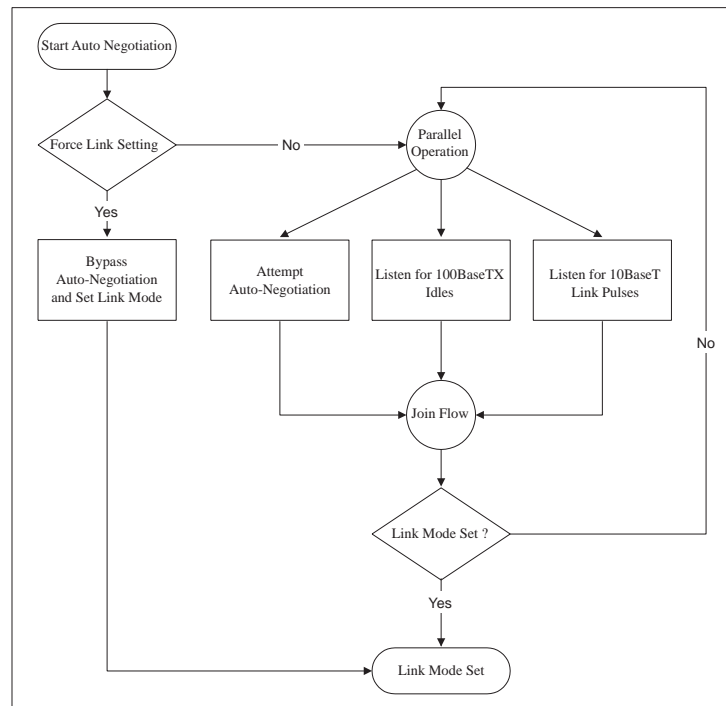 Start Auto Negotiation
Force Link Setting
No
Parallel
Operation
Yes
Bypass
Auto-Negotiation
and Set Link Mode
Attempt
Auto-Negotiation
Listen for 100BaseTX
Idles
Listen for 10BaseT
Link Pulses
No
Join Flow
Link Mode Set ?
Yes
Link Mode Set